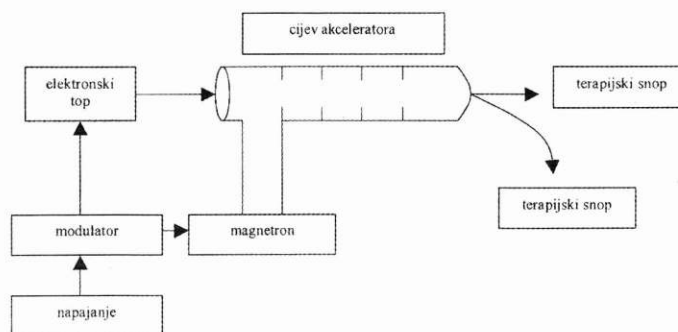 cijev akceleratora
elektronski
top
terapijski snop
terapijski snop
modulator
magnetron
napajanje